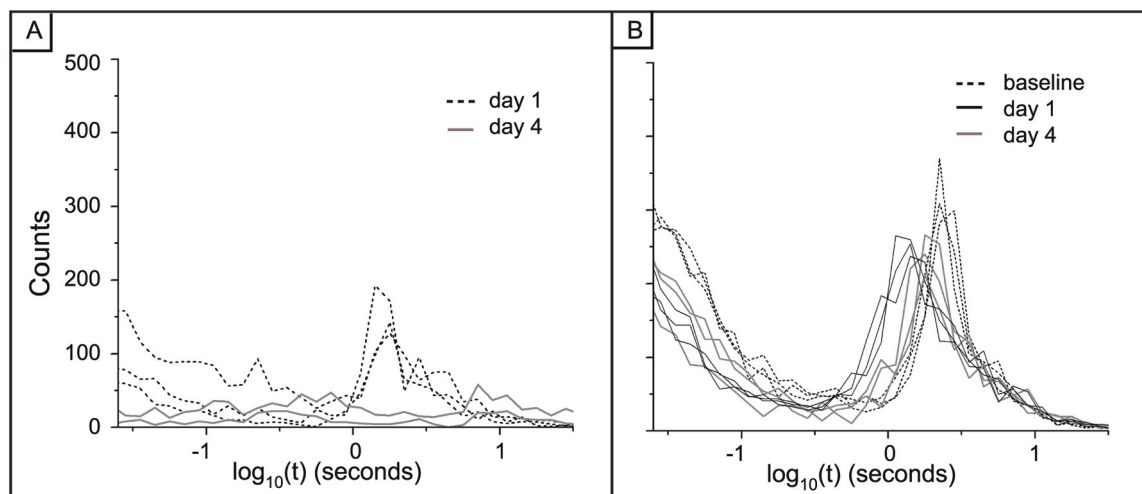 A
500
400
300
200
100
0
Counts
day 1
day 4
-1
0
1
log10(t) (seconds)
B
baseline
day 1
day 4
-1
0
1
log10(t) (seconds)